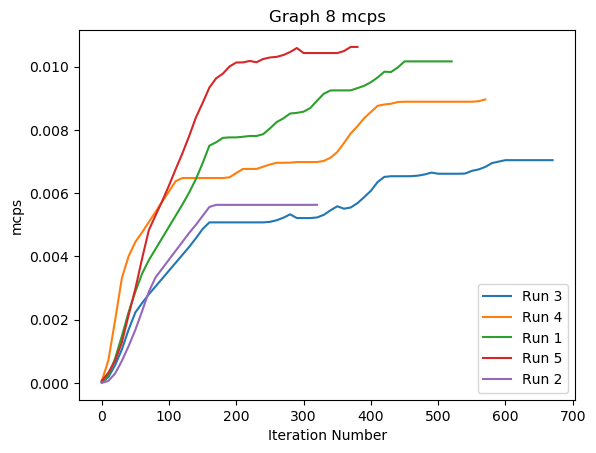 Graph 8 mcps
mcps
0.010
0.008
0.006
0.004
0.002
0.000
0 100 200 300 400 500 600 700
Iteration Number
Run 3
Run 4
Run 1
Run 5
Run 2